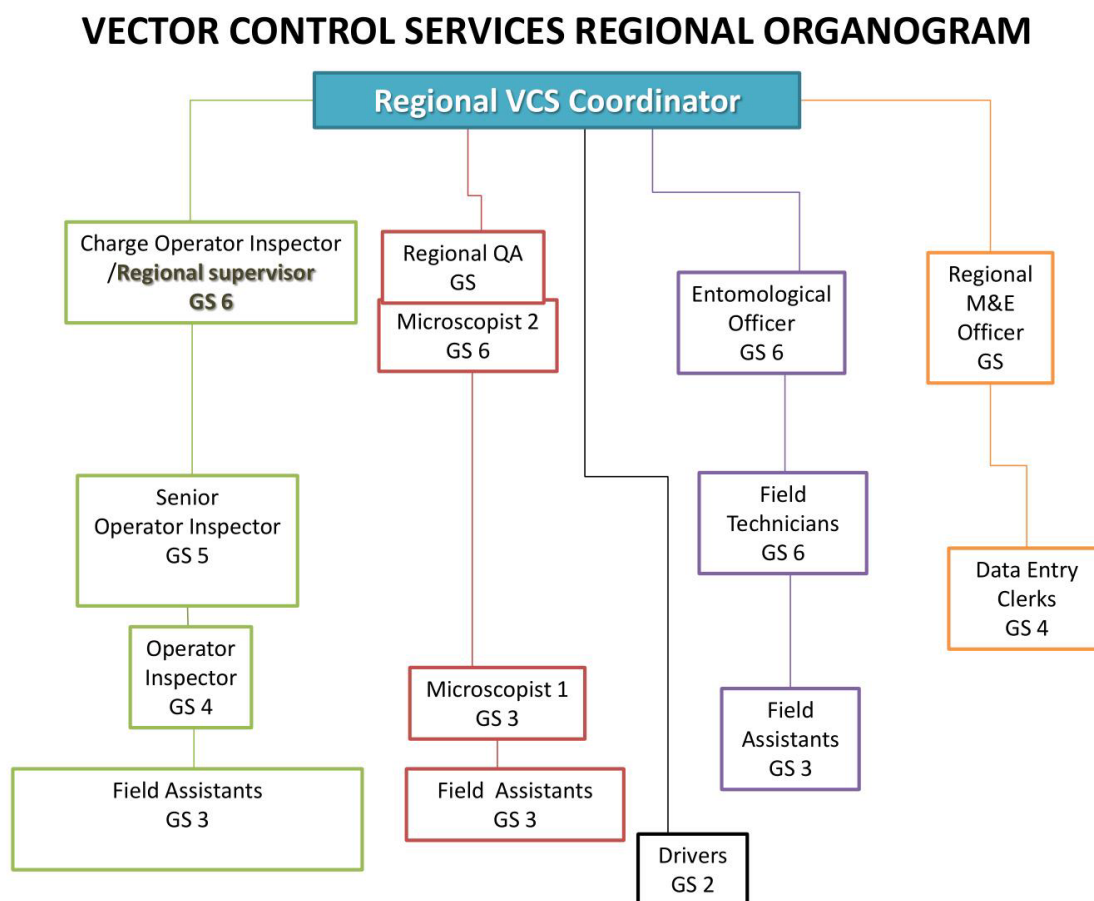 VECTOR CONTROL SERVICES REGIONAL ORGANOGRAM
Regional VCS Coordinator
Charge Operator Inspector
/Regional supervisor
GS 6
Senior
Operator Inspector
GS 5
Operator
Inspector
GS 4
Field Assistants
GS 3
Regional QA
GS
Microscopist 2
GS 6
Microscopist 1
GS 3
Field  Assistants
GS 3
Drivers
GS 2
Entomological
Officer
GS 6
Field
Technicians
GS 6
Field
Assistants
GS 3
Regional
M&E
Officer
GS
Data Entry
Clerks
GS 4